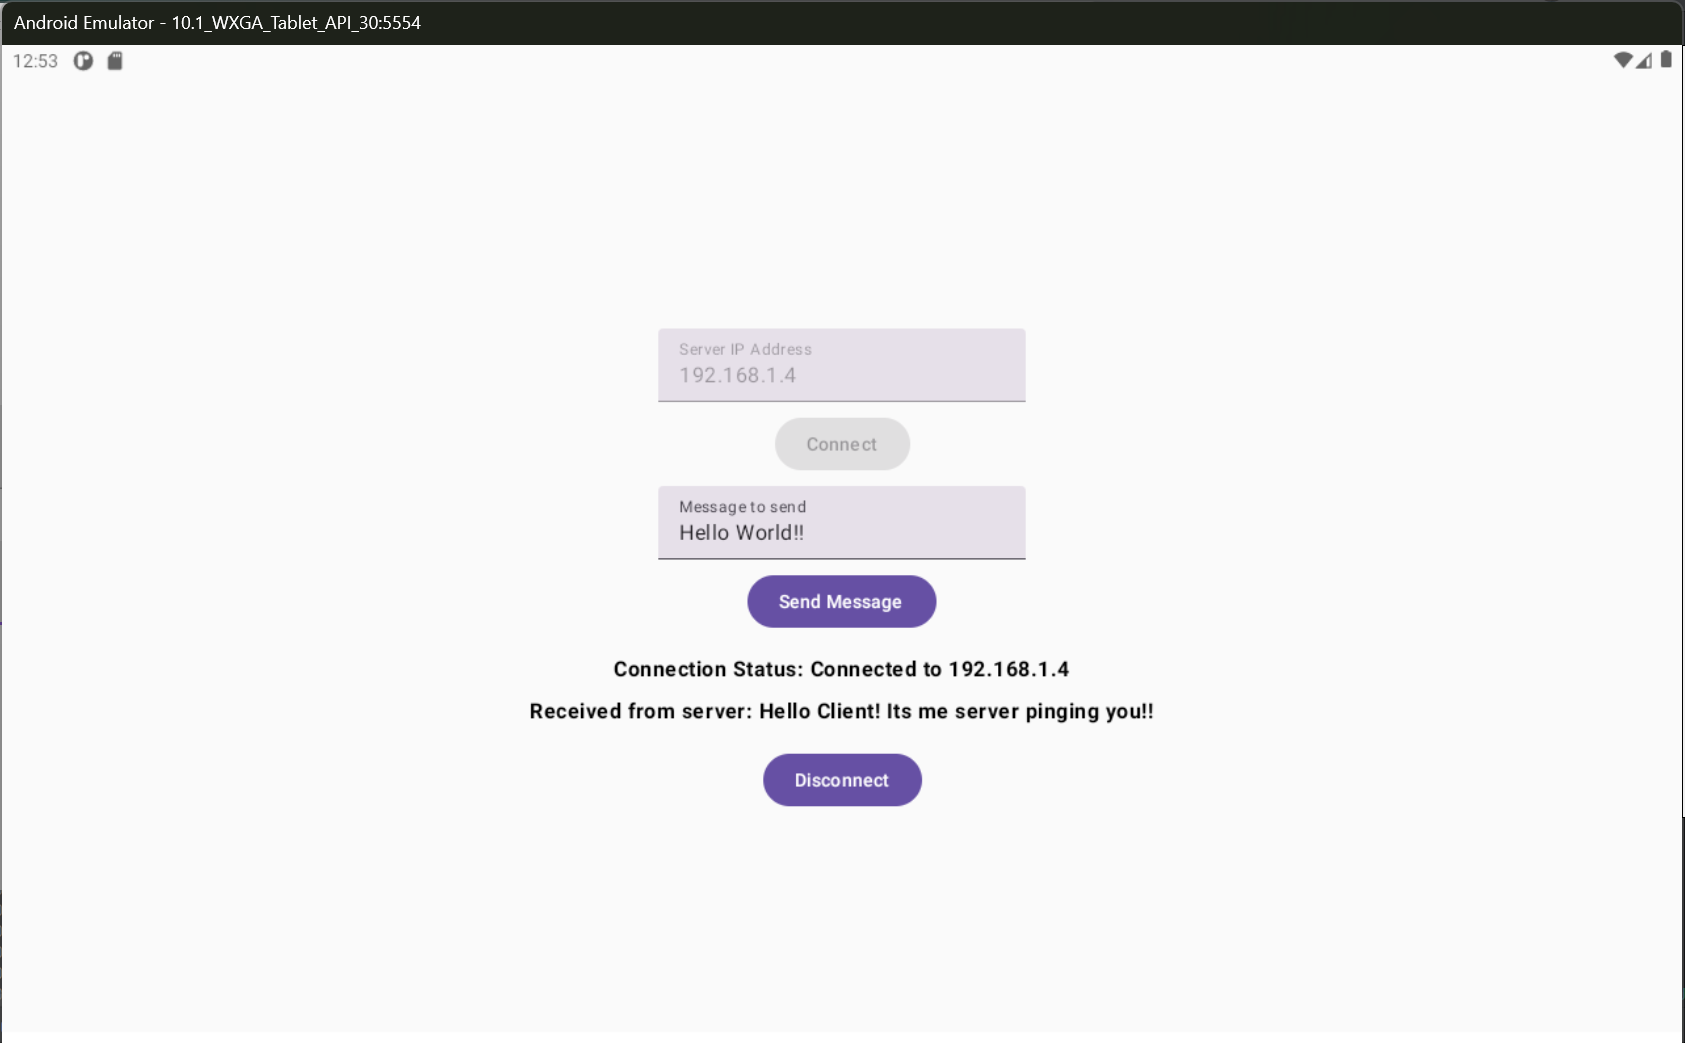 Android Emulator - 10.1_WXGA_Tablet_API_30:5554
12:53
Server IP Address
192.168.1.4
Connect
Message to send
Hello World!!
Send Message
Connection Status: Connected to 192.168.1.4
Received from server: Hello Client! Its me server pinging you!!
Disconnect